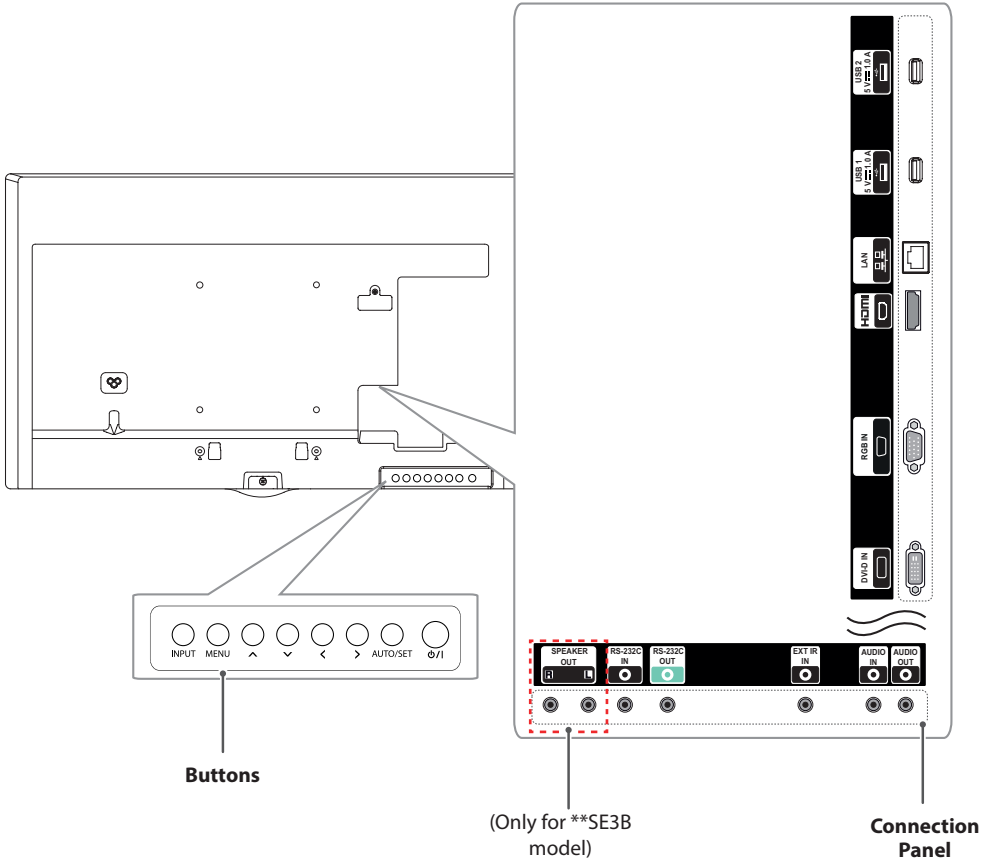 USB 2
5 V⎓1.0 A
USB 1
5 V⎓1.0 A
LAN
HDMI
RGB IN
DVI-D IN
INPUT MENU AUTO/SET
SPEAKER
OUT
R L
RS-232C
IN
RS-232C
OUT
EXT IR
IN
AUDIO
IN
AUDIO
OUT
Buttons
(Only for **SE3B
model)
Connection
Panel